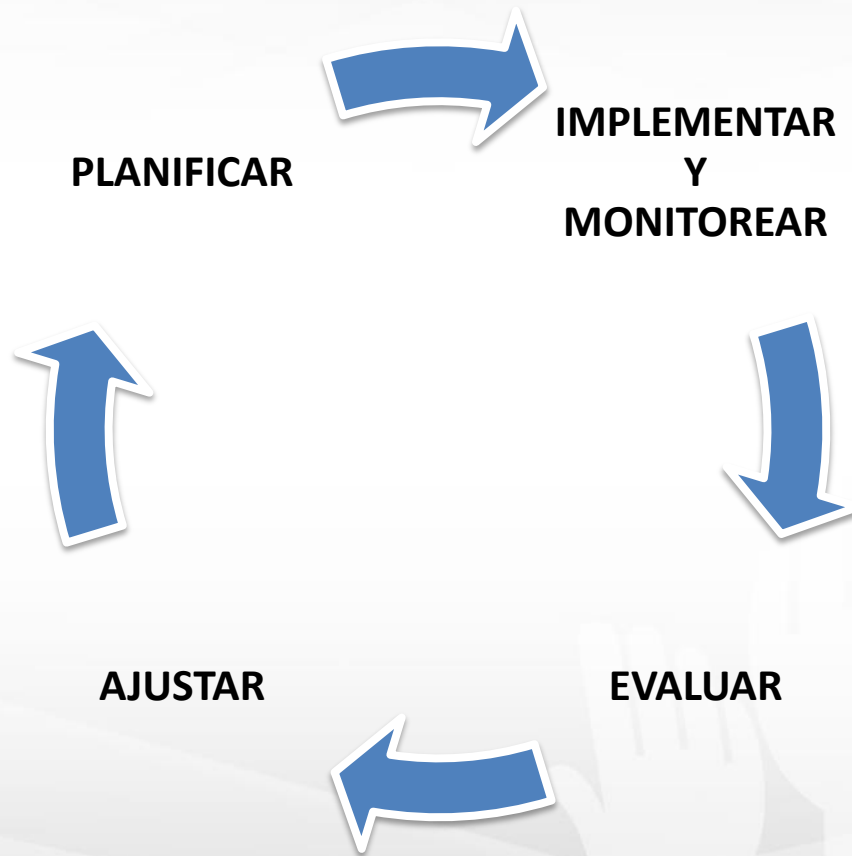 PLANIFICAR
IMPLEMENTAR
Y
MONITOREAR
EVALUAR
AJUSTAR